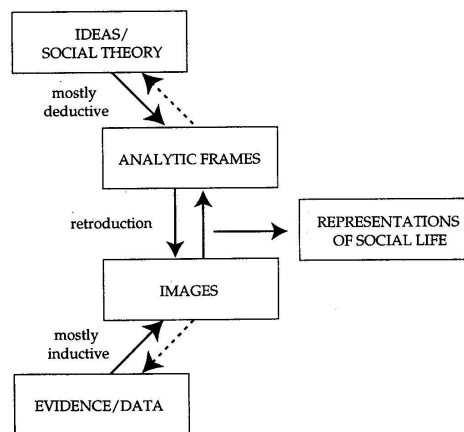 IDEAS/
SOCIAL THEORY
mostly
deductive
ANALYTIC FRAMES
retroduction
REPRESENTATIONS
OF SOCIAL LIFE
IMAGES
mostly
inductive
EVIDENCE/DATA